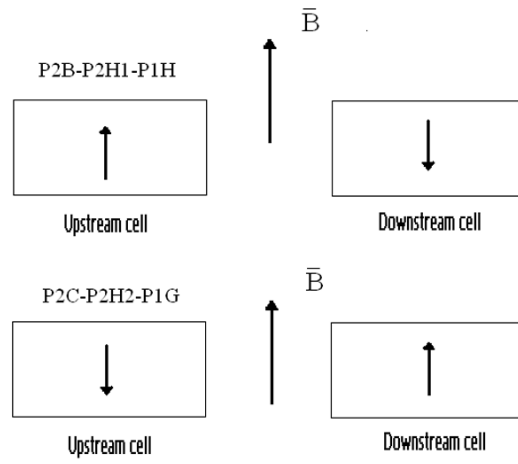 B̄
P2B-P2H1-P1H
Upstream cell
Downstream cell
B̄
P2C-P2H2-P1G
Upstream cell
Downstream cell